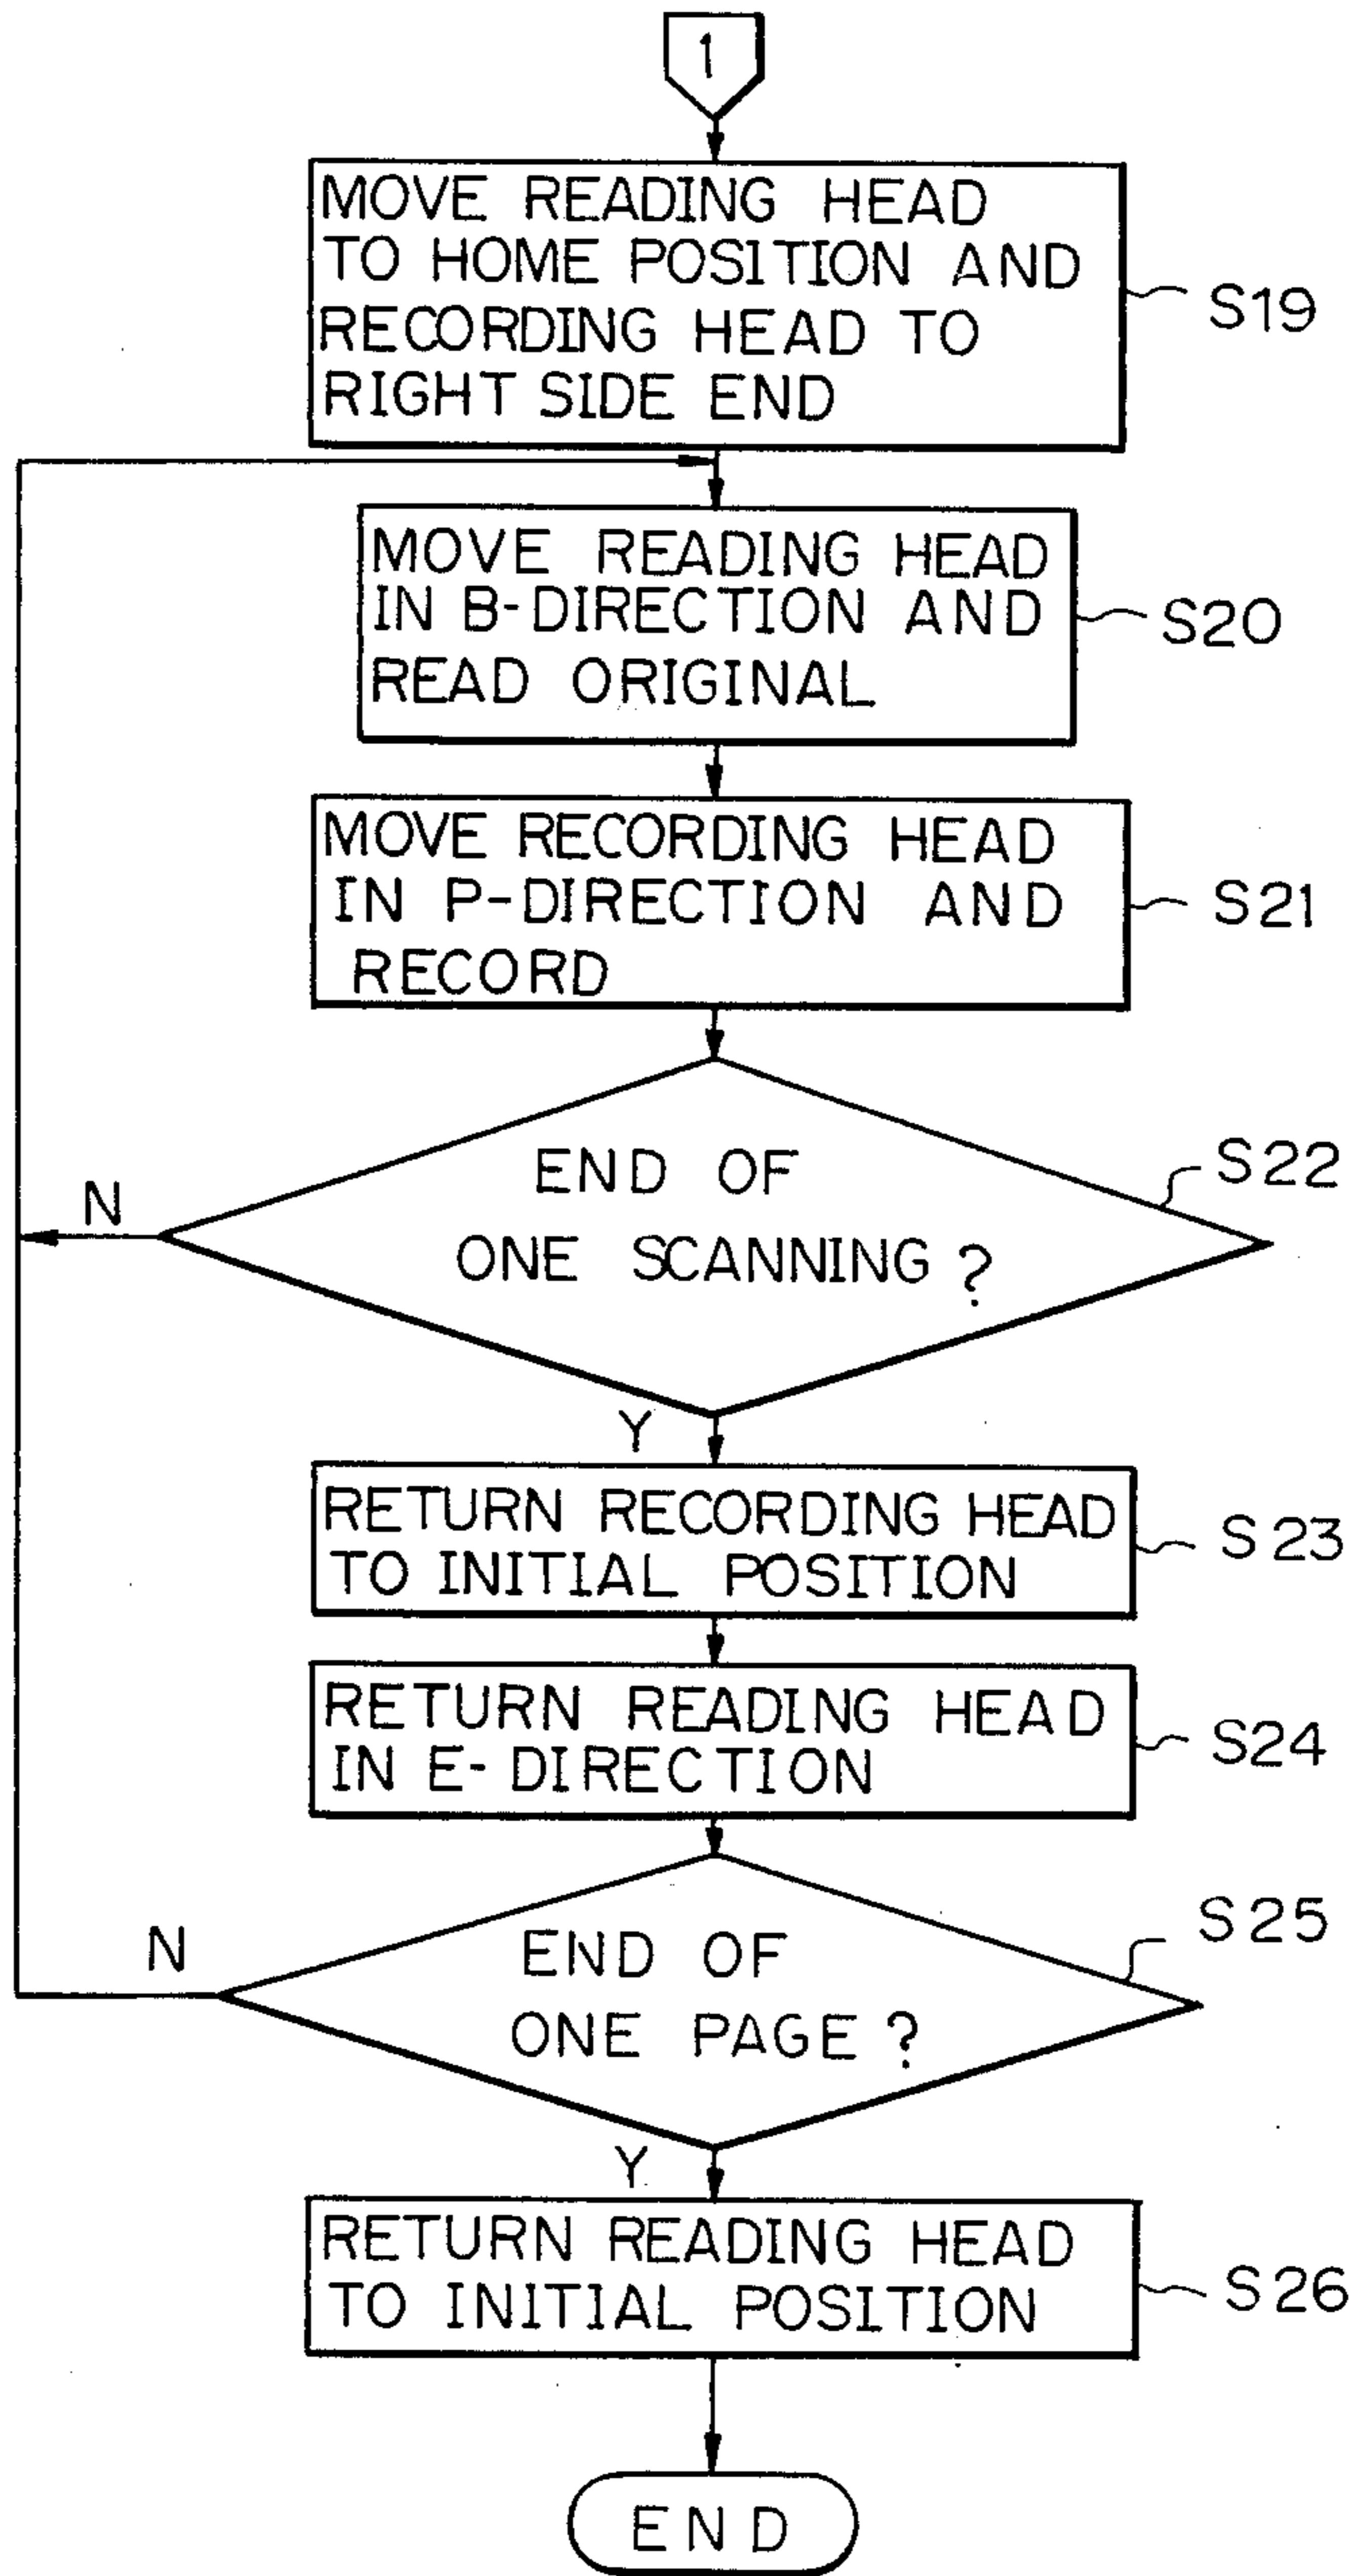 1
MOVE READING HEAD
TO HOME POSITION AND
RECORDING HEAD TO
RIGHT SIDE END
S19
MOVE READING HEAD
IN B-DIRECTION AND
READ ORIGINAL
S20
MOVE RECORDING HEAD
IN P-DIRECTION AND
RECORD
S21
END OF
ONE SCANNING?
S22
N
Y
RETURN RECORDING HEAD
TO INITIAL POSITION
S23
RETURN READING HEAD
IN E-DIRECTION
S24
END OF
ONE PAGE?
S25
N
Y
RETURN READING HEAD
TO INITIAL POSITION
S26
END